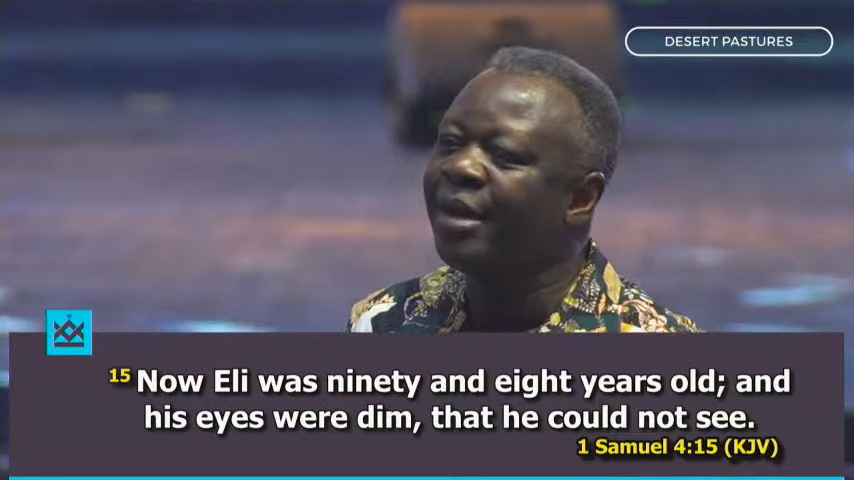 DESERT PASTURES
15 Now Eli was ninety and eight years old; and
his eyes were dim, that he could not see.
1 Samuel 4:15 (KJV)